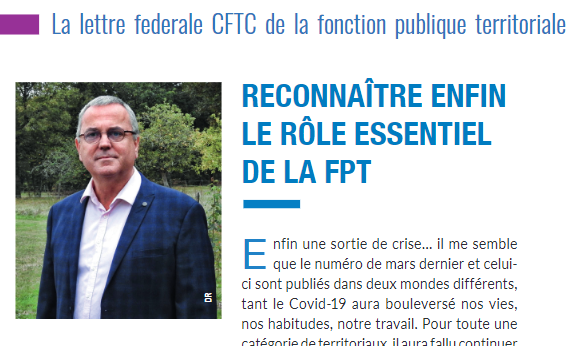 La lettre federale CFTC de la fonction publique territoriale
RECONNAÎTRE ENFIN
LE RÔLE ESSENTIEL
DE LA FPT
DR
Enfin une sortie de crise... il me semble
que le numéro de mars dernier et celui-
ci sont publiés dans deux mondes différents,
tant le Covid-19 aura bouleversé nos vies,
nos habitudes, notre travail. Pour toute une
catégorie de territoriaux, il aura fallu continuer